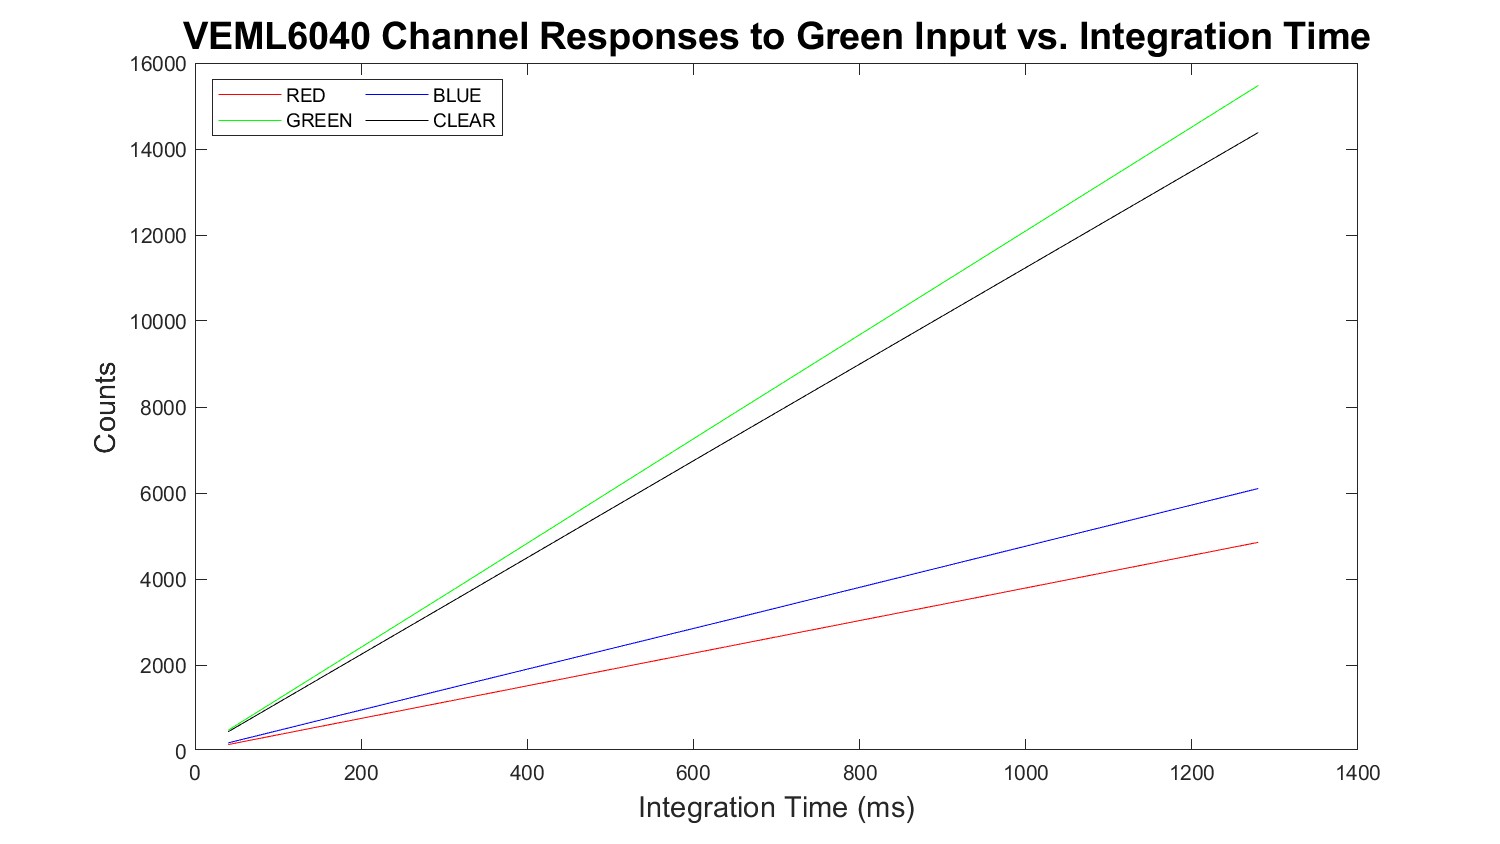 VEML6040 Channel Responses to Green Input vs. Integration Time
16000
RED BLUE
GREEN CLEAR
14000
12000
10000
8000
Counts
6000
4000
2000
0
0 200 400 600 800 1000 1200 1400
Integration Time (ms)